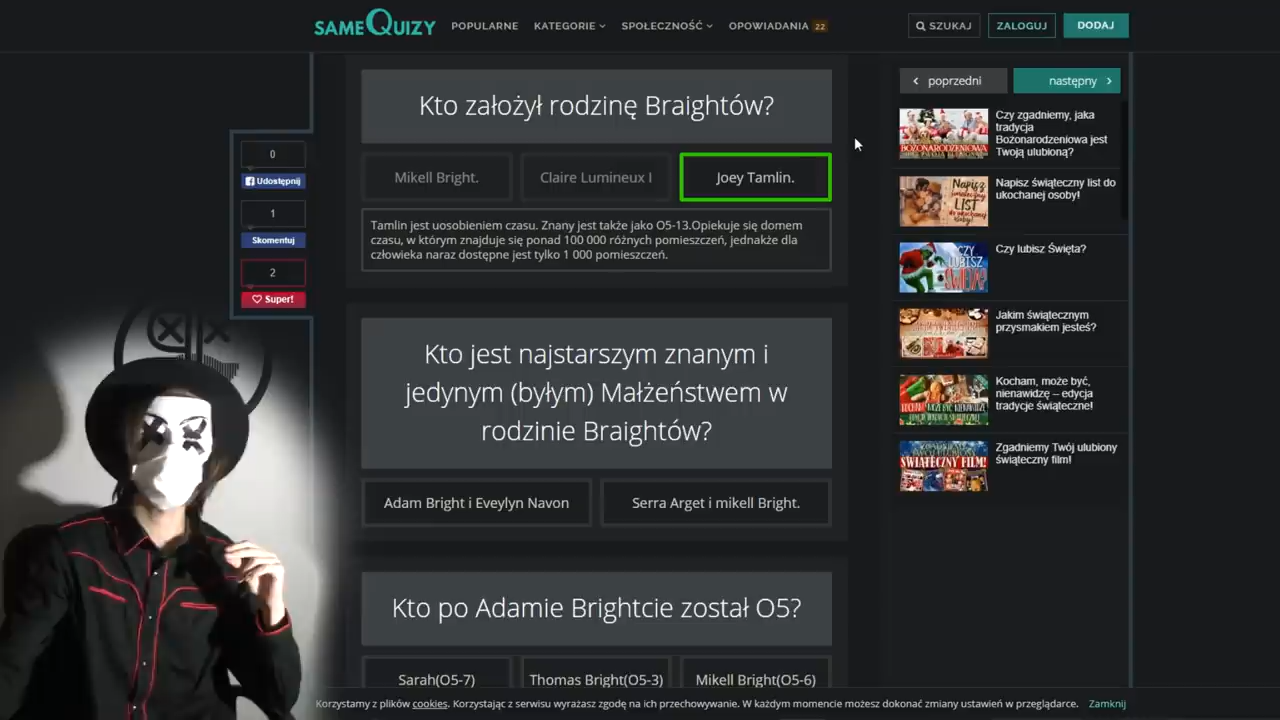 SAMEQUIZY
POPULARNE
KATEGORIE
SPOŁECZNOŚĆ
OPOWIADANIA 22
SZUKAJ
ZALOGUJ
DODAJ
0
Udostępnij
1
Skomentuj
2
Super!
Kto założył rodzinę Braightów?
Mikell Bright.
Claire Lumineux I
Joey Tamlin.
Tamlin jest uosobieniem czasu. Znany jest także jako O5-13.Opiekuje się domem
czasu, w którym znajduje się ponad 100 000 różnych pomieszczeń, jednakże dla
człowieka naraz dostępne jest tylko 1 000 pomieszczeń.
Kto jest najstarszym znanym i
jedynym (byłym) Małżeństwem w
rodzinie Braightów?
Adam Bright i Eveylyn Navon
Serra Arget i mikell Bright.
Kto po Adamie Brightcie został O5?
Sarah(O5-7)
Thomas Bright(O5-3)
Mikell Bright(O5-6)
poprzedni
następny
Czy zgadniemy, jaka
tradycja
Bożonarodzeniowa jest
Twoją ulubioną?
Napisz świąteczny list do
ukochanej osoby!
Czy lubisz Święta?
Jakim świątecznym
przysmakiem jesteś?
Kocham, może być,
nienawidzę – edycja
tradycje świąteczne!
Zgadniemy Twój ulubiony
świąteczny film!
Korzystamy z plików cookies. Korzystając z serwisu wyrażasz zgodę na ich przechowywanie. W każdym momencie możesz dokonać zmiany ustawień w przeglądarce. Zamknij